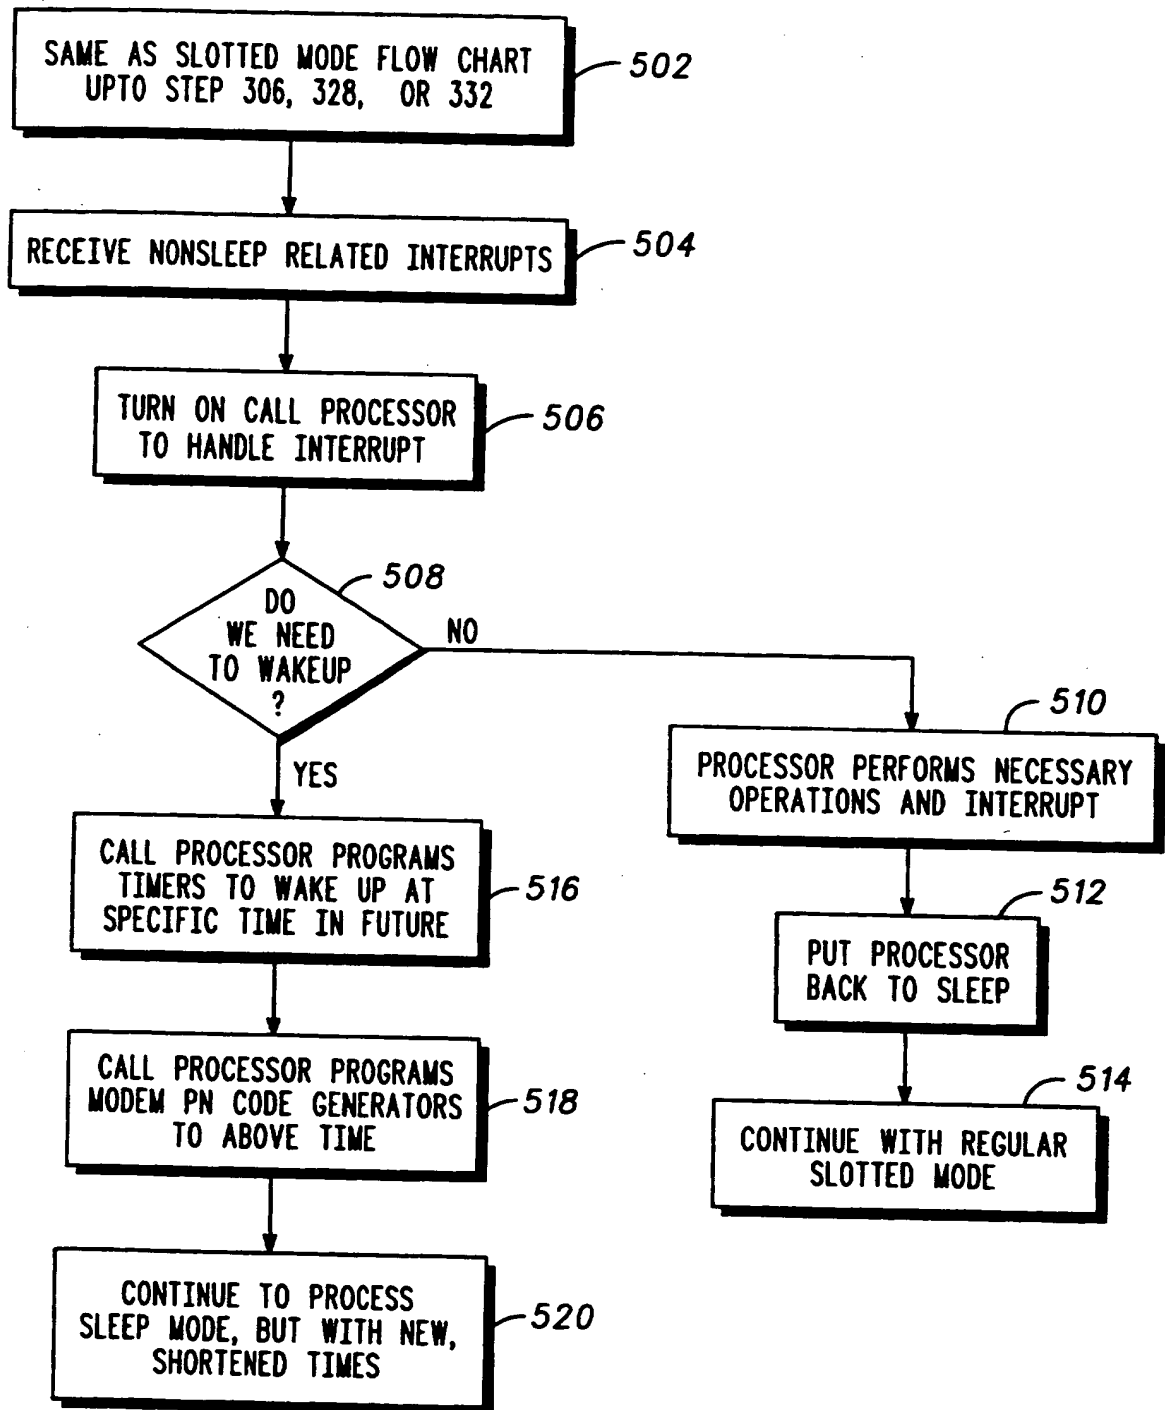 SAME AS SLOTTED MODE FLOW CHART
UPTO STEP 306, 328, OR 332
502
RECEIVE NONSLEEP RELATED INTERRUPTS
504
TURN ON CALL PROCESSOR
TO HANDLE INTERRUPT
506
DO
WE NEED
TO WAKEUP
?
508
NO
YES
510
PROCESSOR PERFORMS NECESSARY
OPERATIONS AND INTERRUPT
512
PUT PROCESSOR
BACK TO SLEEP
514
CONTINUE WITH REGULAR
SLOTTED MODE
CALL PROCESSOR PROGRAMS
TIMERS TO WAKE UP AT
SPECIFIC TIME IN FUTURE
516
CALL PROCESSOR PROGRAMS
MODEM PN CODE GENERATORS
TO ABOVE TIME
518
CONTINUE TO PROCESS
SLEEP MODE, BUT WITH NEW,
SHORTENED TIMES
520